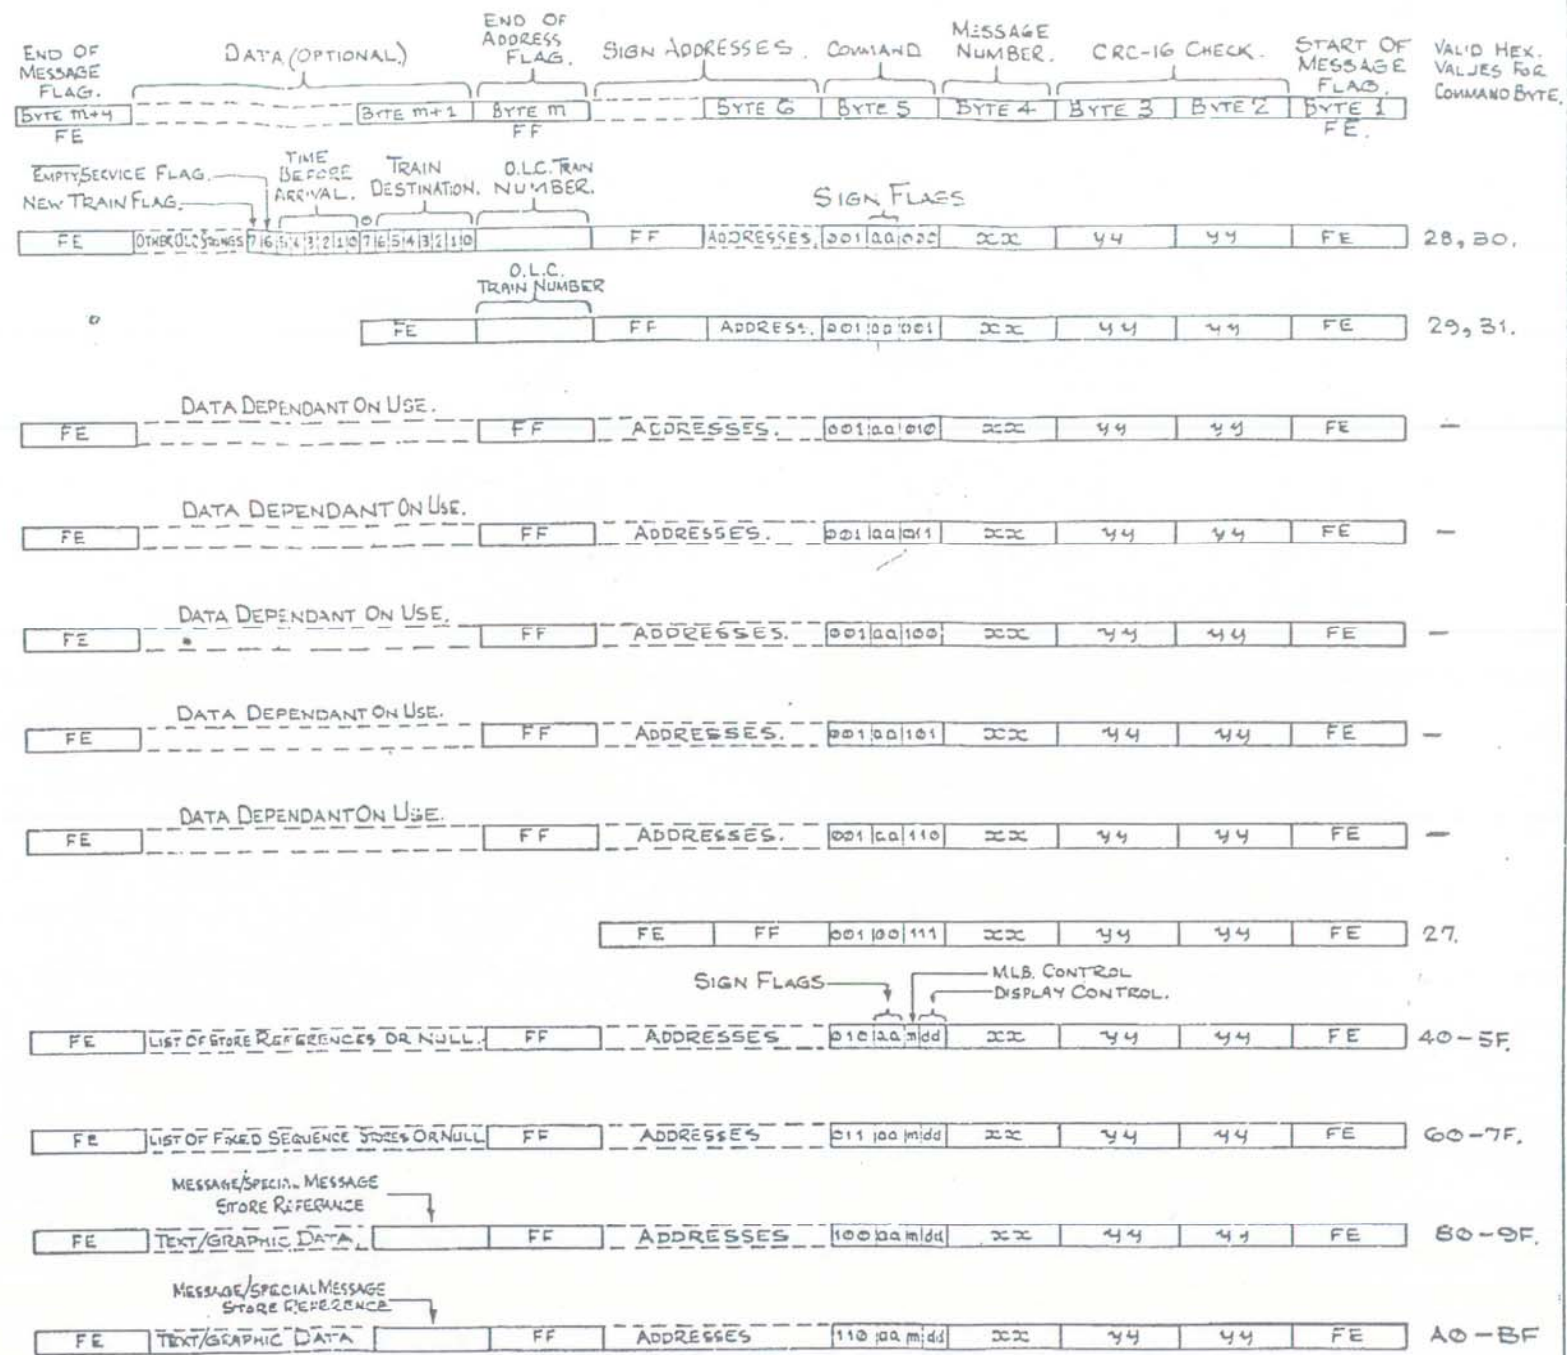 END OF MESSAGE FLAG.
DATA (OPTIONAL)
END OF ADDRESS FLAG.
SIGN ADDRESSES.
COMMAND
MESSAGE NUMBER.
CRC-16 CHECK.
START OF MESSAGE FLAG.
VALID HEX. VALUES FOR COMMAND BYTE.
BYTE m+4 BYTE m+1 BYTE m BYTE 6 BYTE 5 BYTE 4 BYTE 3 BYTE 2 BYTE 1
FE FF FE.
EMPTY/SERVICE FLAG.
NEW TRAIN FLAG.
TIME BEFORE ARRIVAL.
TRAIN DESTINATION.
O.L.C. TRAIN NUMBER.
SIGN FLAGS
FE OTHER OLC 7 6 5 4 3 2 1 0 7 6 5 4 3 2 1 0 FF ADDRESSES. 001 aa 000 xx yy yy FE 28, 30.
O.L.C. TRAIN NUMBER
FE FF ADDRESS. 001 aa 001 xx yy yy FE 29, 31.
DATA DEPENDANT ON USE.
FE FF ADDRESSES. 001 aa 010 xx yy yy FE —
DATA DEPENDANT ON USE.
FE FF ADDRESSES. 001 aa 011 xx yy yy FE —
DATA DEPENDANT ON USE.
FE FF ADDRESSES. 001 aa 100 xx yy yy FE —
DATA DEPENDANT ON USE.
FE FF ADDRESSES. 001 aa 101 xx yy yy FE —
DATA DEPENDANT ON USE.
FE FF ADDRESSES. 001 aa 110 xx yy yy FE —
FE FF 001 00 111 xx yy yy FE 27.
SIGN FLAGS
MLB. CONTROL
DISPLAY CONTROL.
FE LIST OF STORE REFERENCES OR NULL. FF ADDRESSES 010 aa m dd xx yy yy FE 40-5F.
FE LIST OF FIXED SEQUENCE STORES OR NULL FF ADDRESSES 011 aa m dd xx yy yy FE 60-7F.
MESSAGE/SPECIAL MESSAGE
STORE REFERANCE
FE TEXT/GRAPHIC DATA. FF ADDRESSES 100 aa m dd xx yy yy FE 80-9F.
MESSAGE/SPECIAL MESSAGE
STORE REFERENCE
FE TEXT/GRAPHIC DATA FF ADDRESSES 110 aa m dd xx yy yy FE A0-BF